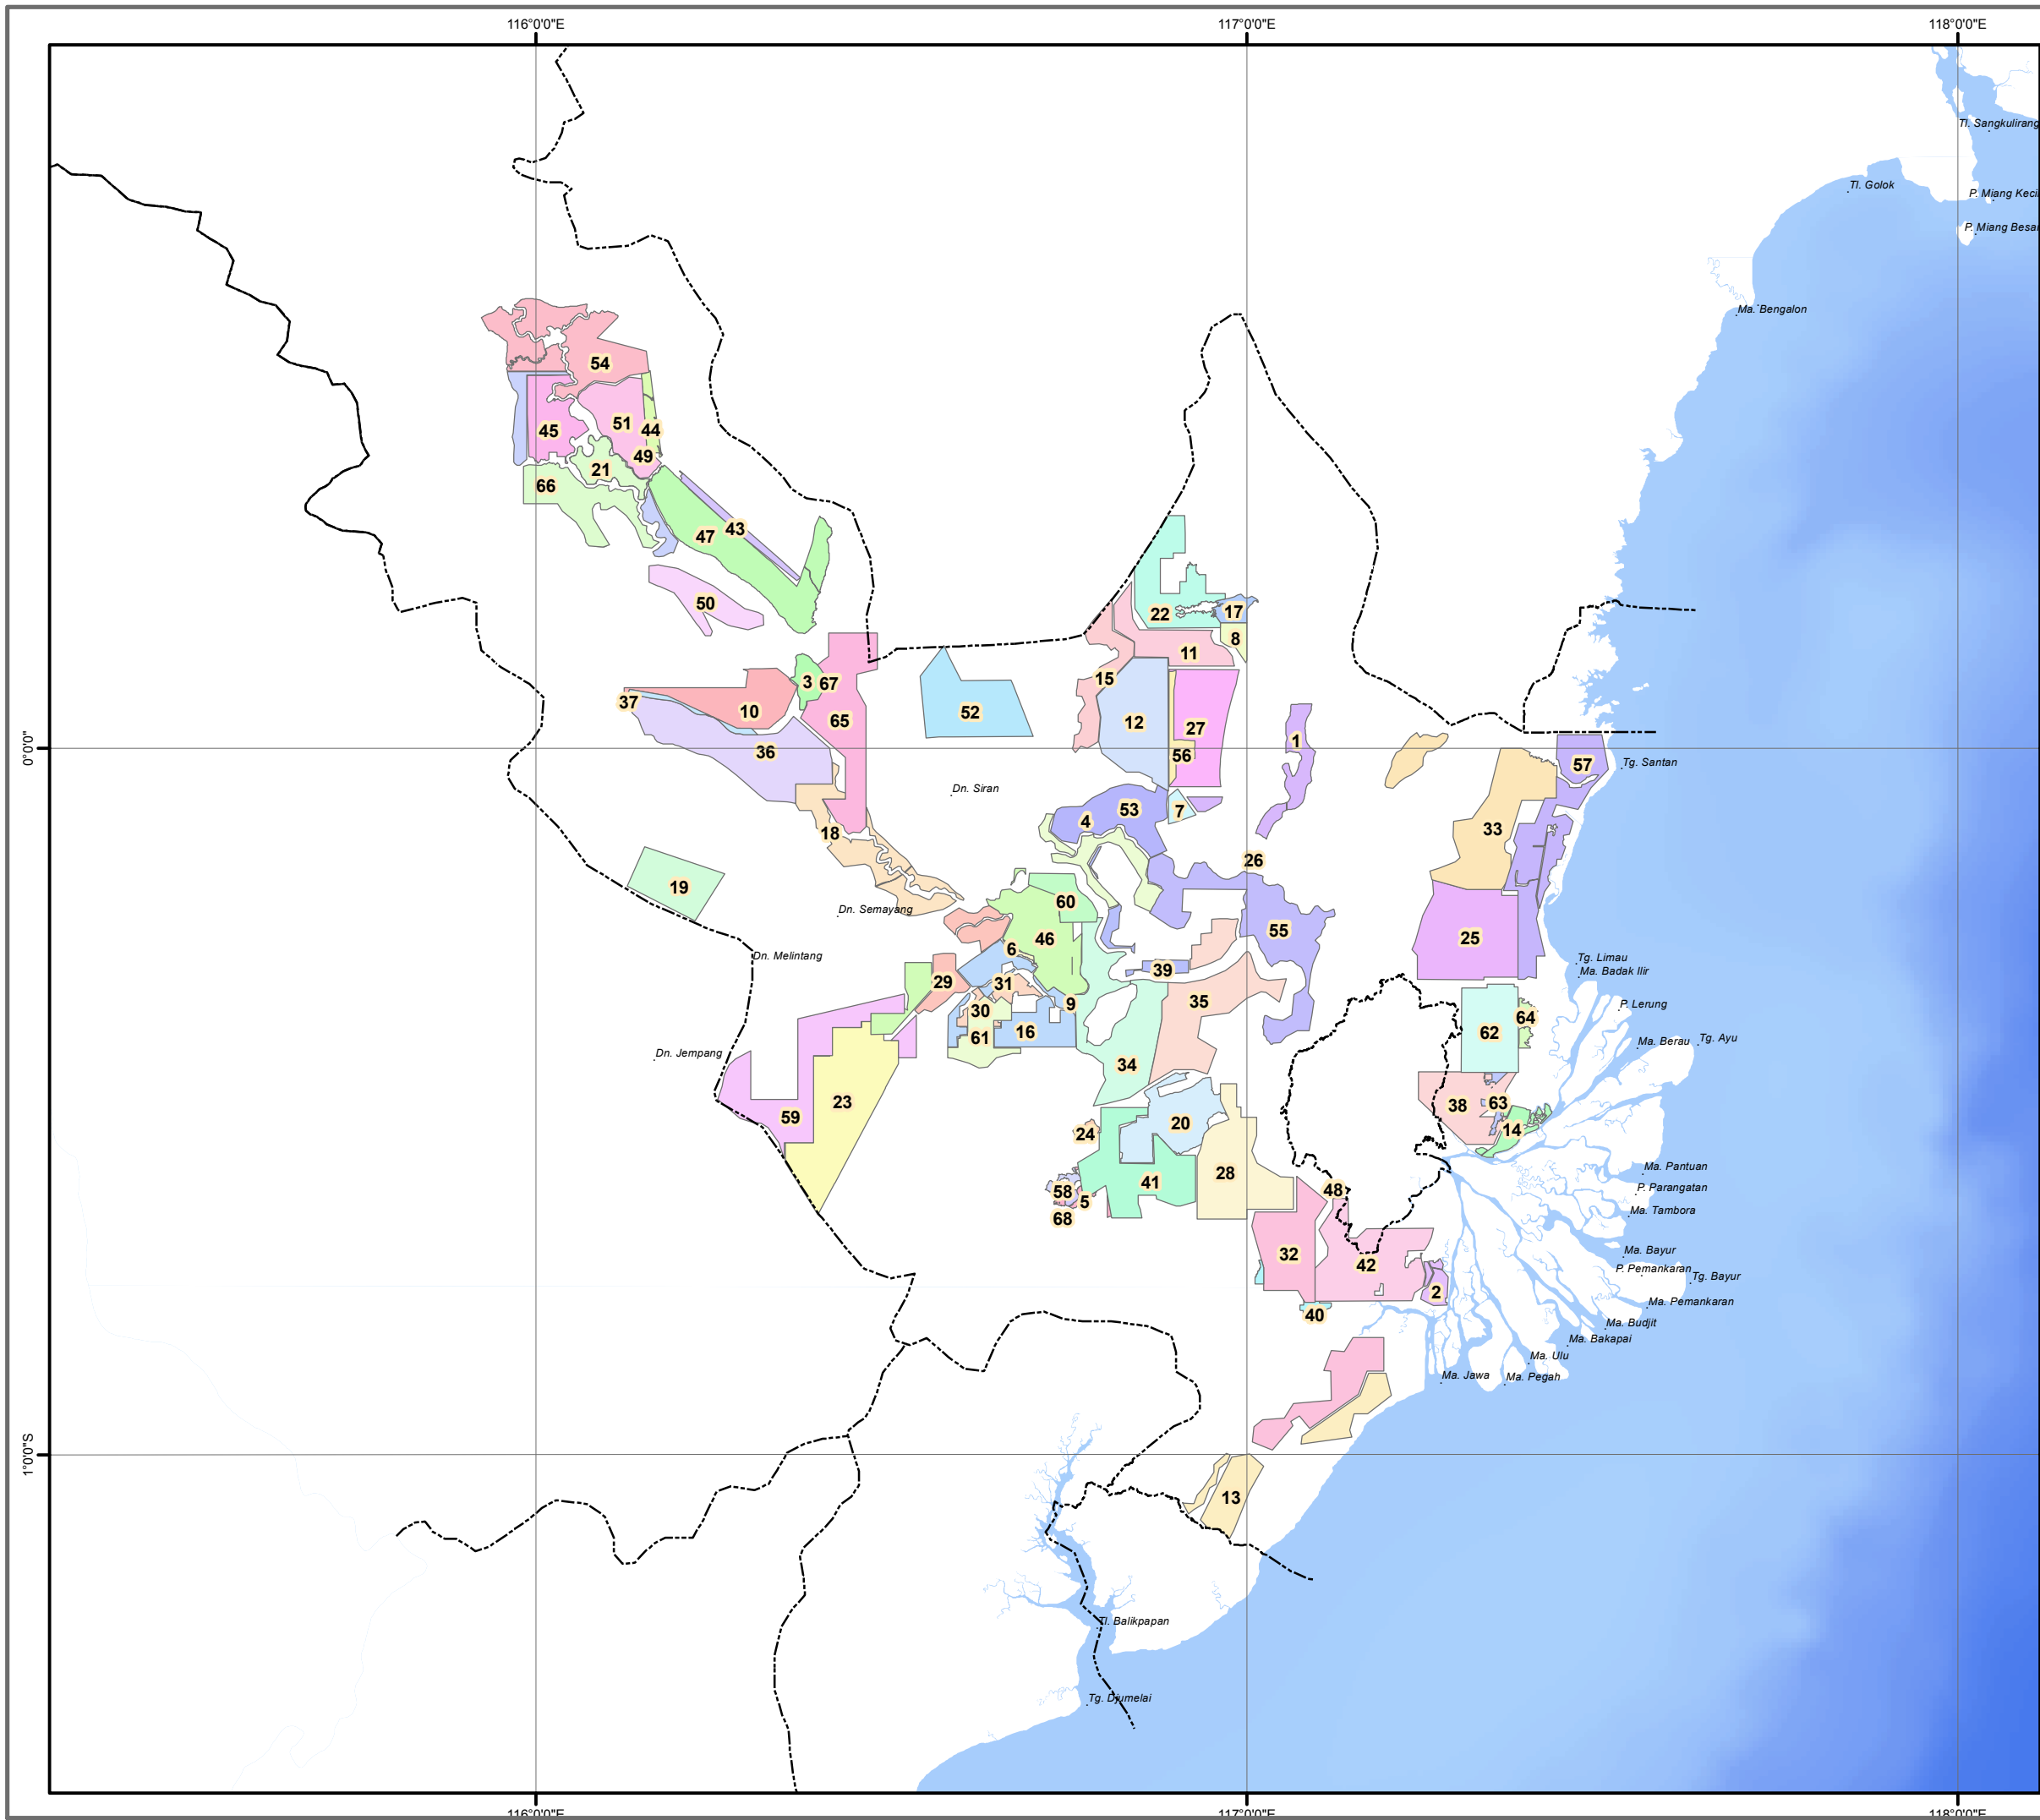 116°0'0"E
117°0'0"E
118°0'0"E
Tl. Sangkulirang
Tl. Golok
P. Miang Kecil
P. Miang Besar
Ma. Bengalon
54
45
51
44
49
21
66
47
43
50
22
17
8
11
15
3
67
37
10
65
52
12
27
1
0°0'0"
36
56
57
Tg. Santan
Dn. Siran
4
53
7
18
33
26
19
60
Dn. Semayang
46
55
25
6
Dn. Melintang
39
Tg. Limau
Ma. Badak Ilir
29
31
35
9
P. Lerung
30
64
16
62
61
Tg. Ayu
Ma. Berau
Dn. Jempang
34
23
63
38
59
20
24
14
28
Ma. Pantuan
41
58
48
P. Parangatan
5
Ma. Tambora
68
32
Ma. Bayur
42
P. Pemankaran
Tg. Bayur
2
Ma. Pemankaran
40
Ma. Budjit
Ma. Bakapai
Ma. Ulu
Ma. Jawa
Ma. Pegah
1°0'0"S
13
Tl. Balikpapan
Tg. Djumelai
116°0'0"E
117°0'0"E
118°0'0"E